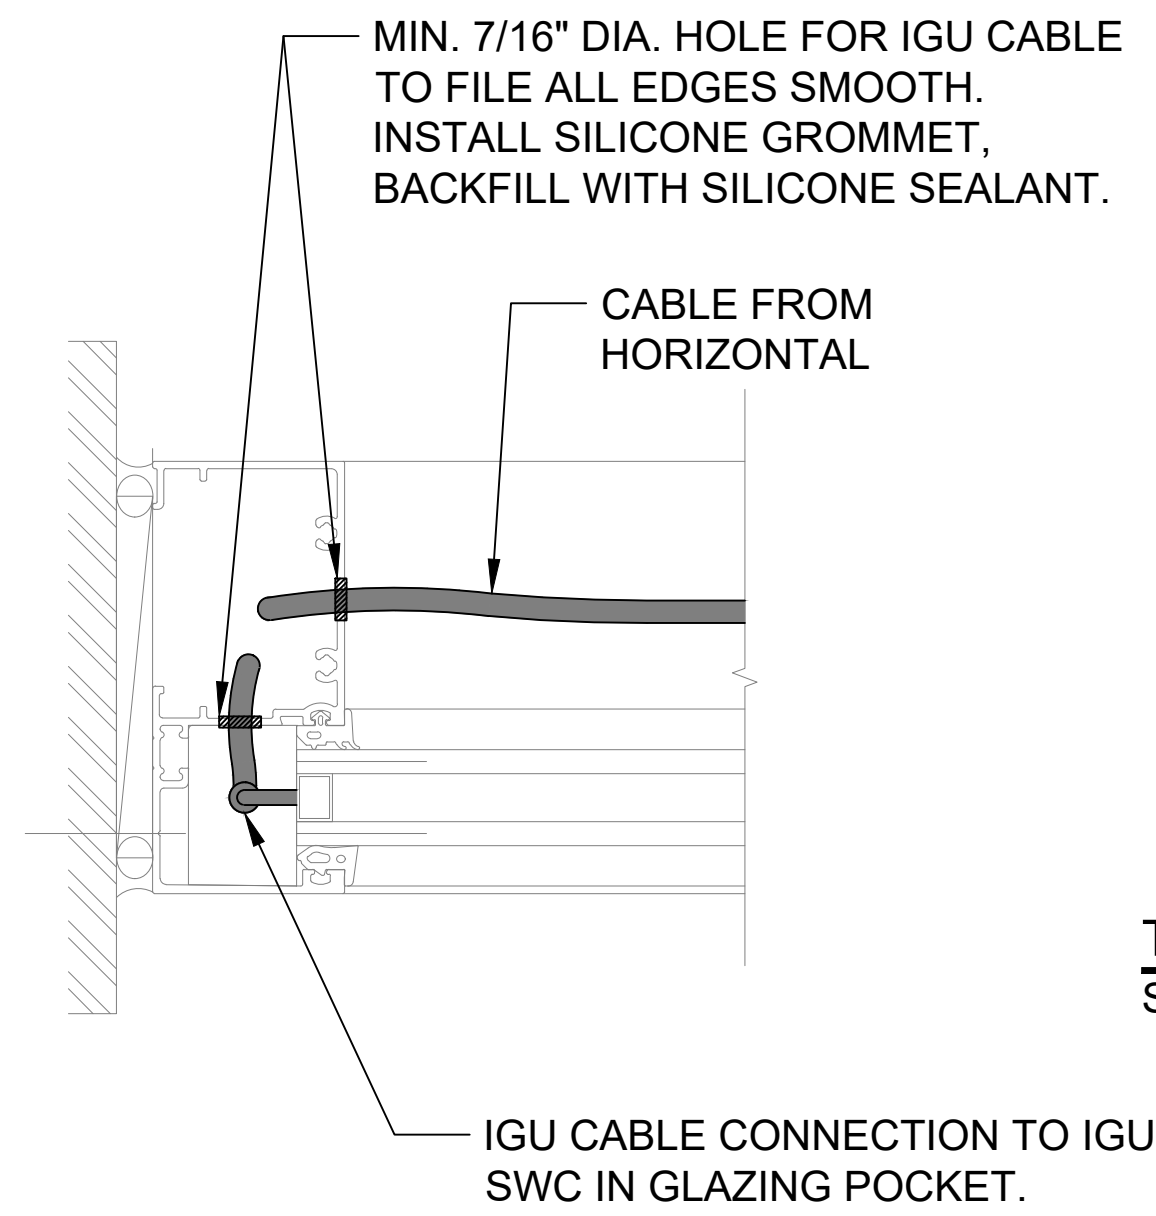 MIN. 7/16" DIA. HOLE FOR IGU CABLE
TO FILE ALL EDGES SMOOTH.
INSTALL SILICONE GROMMET,
BACKFILL WITH SILICONE SEALANT.
CABLE FROM
HORIZONTAL
IGU CABLE CONNECTION TO IGU
SWC IN GLAZING POCKET.